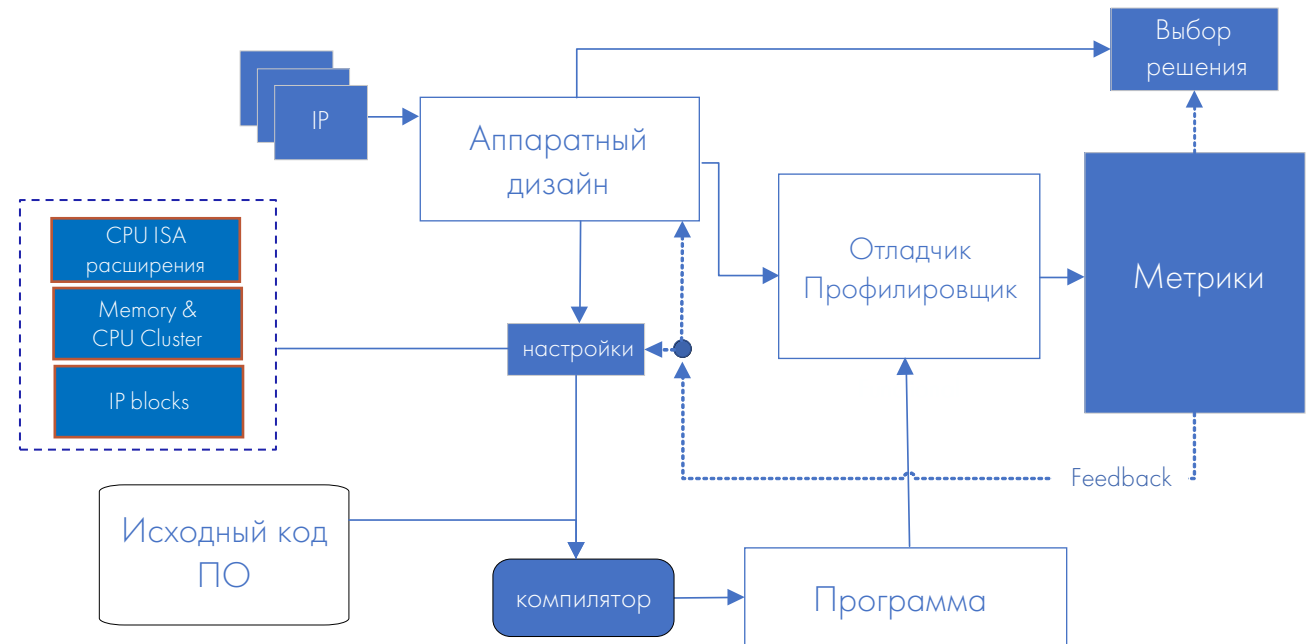 Выбор
решения
IP
Аппаратный
дизайн
CPU ISA
расширения
Memory &
CPU Cluster
IP blocks
настройки
Отладчик
Профилировщик
Метрики
Feedback
Исходный код
ПО
компилятор
Программа